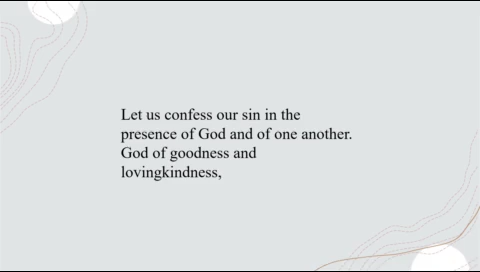 Let us confess our sin in the
presence of God and of one another.
God of goodness and
lovingkindness,